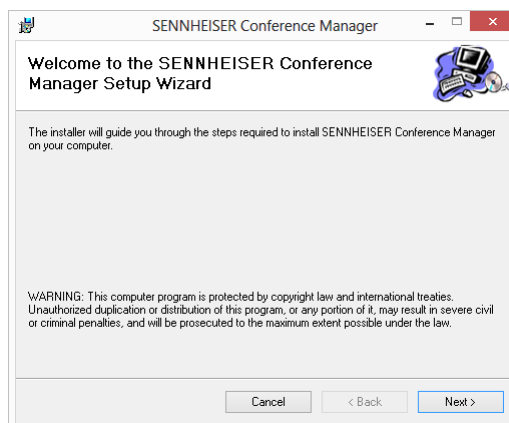 SENNHEISER Conference Manager
Welcome to the SENNHEISER Conference
Manager Setup Wizard
The installer will guide you through the steps required to install SENNHEISER Conference Manager
on your computer.
WARNING: This computer program is protected by copyright law and international treaties.
Unauthorized duplication or distribution of this program, or any portion of it, may result in severe civil
or criminal penalties, and will be prosecuted to the maximum extent possible under the law.
Cancel < Back Next >